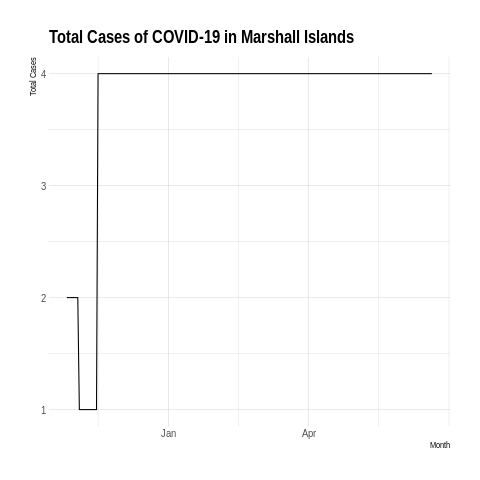 Total Cases of COVID-19 in Marshall Islands
Total Cases
4
3
2
1
Jan
Apr
Month